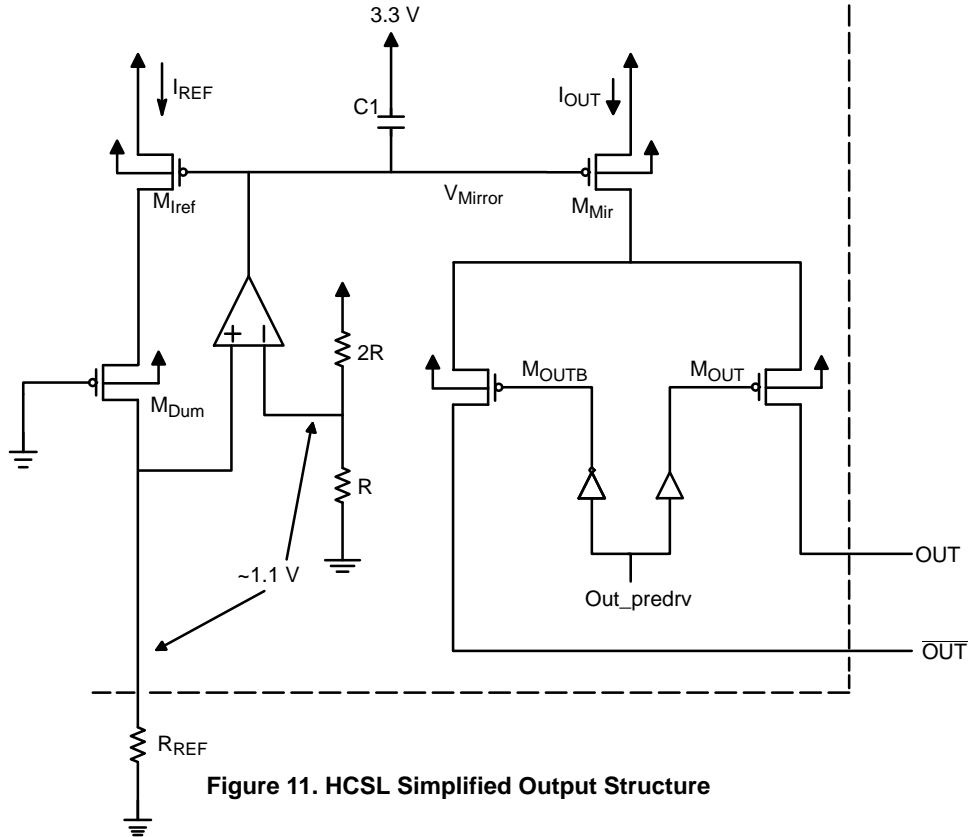 3.3 V
I_REF
C1
I_OUT
M_Iref
V_Mirror
M_Mir
+
–
2R
M_Dum
M_OUTB
M_OUT
R
~1.1 V
OUT
Out_predrv
OUT
R_REF
Figure 11. HCSL Simplified Output Structure